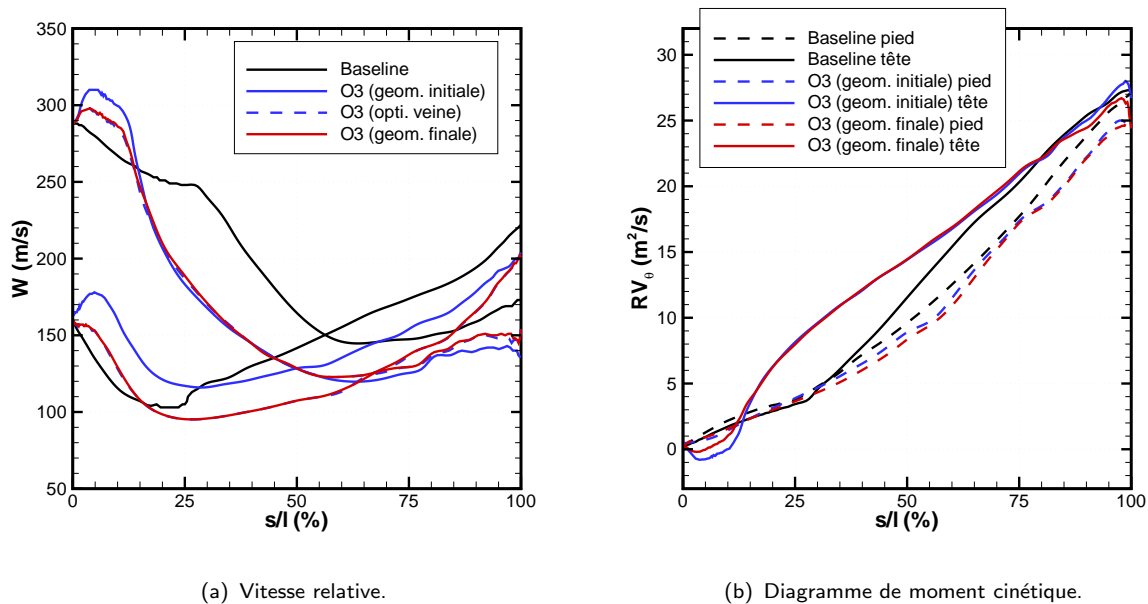 350
300
250
200
150
100
50
0
25
50
75
100
W (m/s)
s/l (%)
Baseline
O3 (geom. initiale)
O3 (opti. veine)
O3 (geom. finale)
(a) Vitesse relative.
30
25
20
15
10
5
0
0
25
50
75
100
RVθ (m²/s)
s/l (%)
Baseline pied
Baseline tête
O3 (geom. initiale) pied
O3 (geom. initiale) tête
O3 (geom. finale) pied
O3 (geom. finale) tête
(b) Diagramme de moment cinétique.